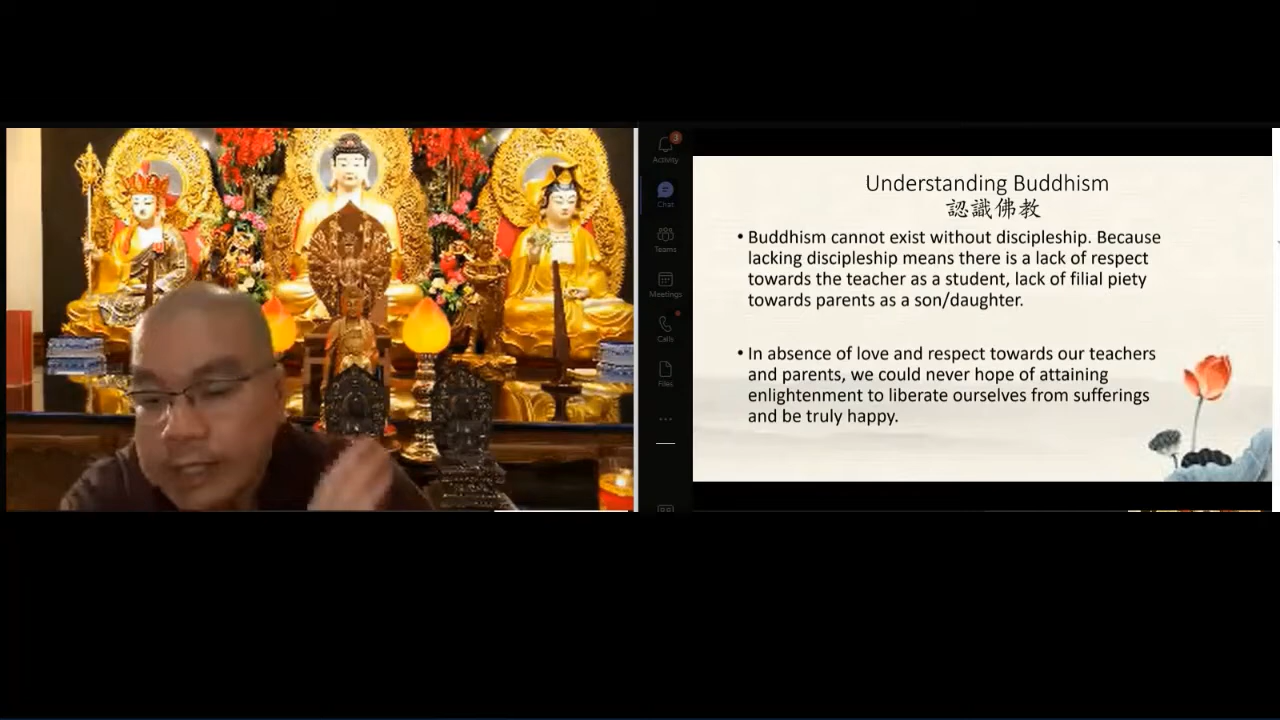 Activity
3
Chat
Teams
Meetings
Calls
Files
Understanding Buddhism
認識佛教
• Buddhism cannot exist without discipleship. Because
lacking discipleship means there is a lack of respect
towards the teacher as a student, lack of filial piety
towards parents as a son/daughter.
• In absence of love and respect towards our teachers
and parents, we could never hope of attaining
enlightenment to liberate ourselves from sufferings
and be truly happy.